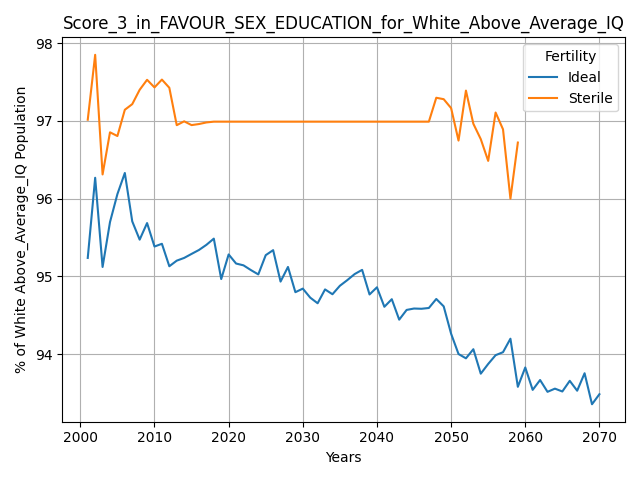 Score_3_in_FAVOUR_SEX_EDUCATION_for_White_Above_Average_IQ
Fertility
Ideal
Sterile
% of White Above_Average_IQ Population
98
97
96
95
94
2000 2010 2020 2030 2040 2050 2060 2070
Years